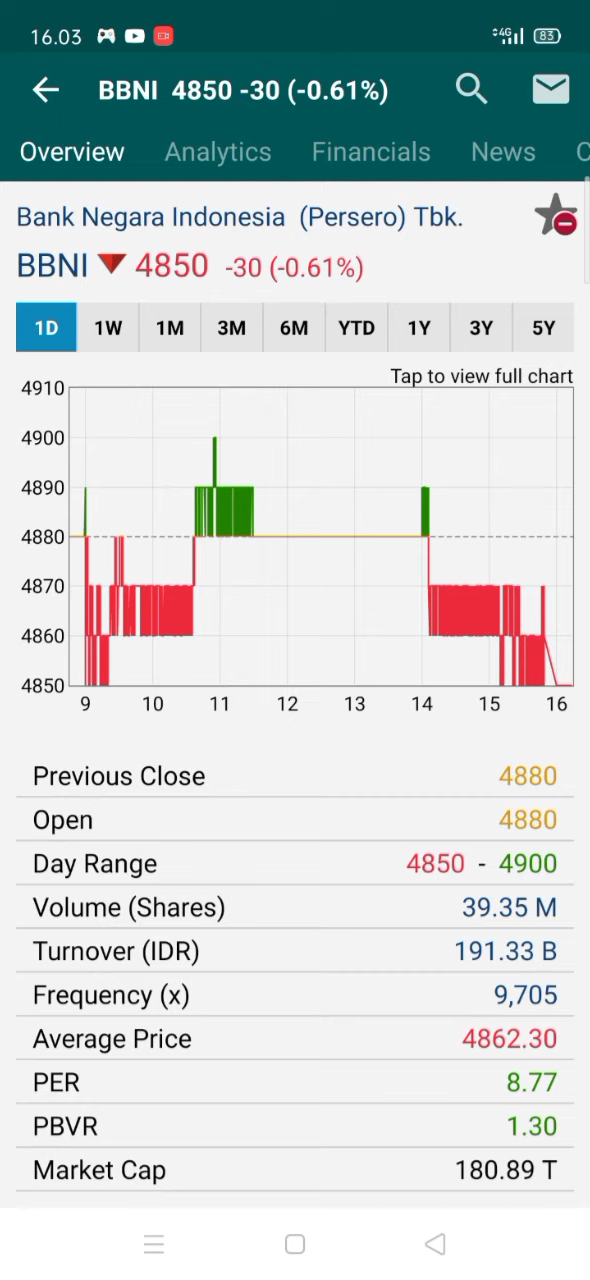 16.03 4G 83
BBNI 4850 -30 (-0.61%)
Overview Analytics Financials News C
Bank Negara Indonesia (Persero) Tbk.
BBNI 4850 -30 (-0.61%)
1D 1W 1M 3M 6M YTD 1Y 3Y 5Y
Tap to view full chart
4910
4900
4890
4880
4870
4860
4850
9 10 11 12 13 14 15 16
Previous Close 4880
Open 4880
Day Range 4850 - 4900
Volume (Shares) 39.35 M
Turnover (IDR) 191.33 B
Frequency (x) 9,705
Average Price 4862.30
PER 8.77
PBVR 1.30
Market Cap 180.89 T